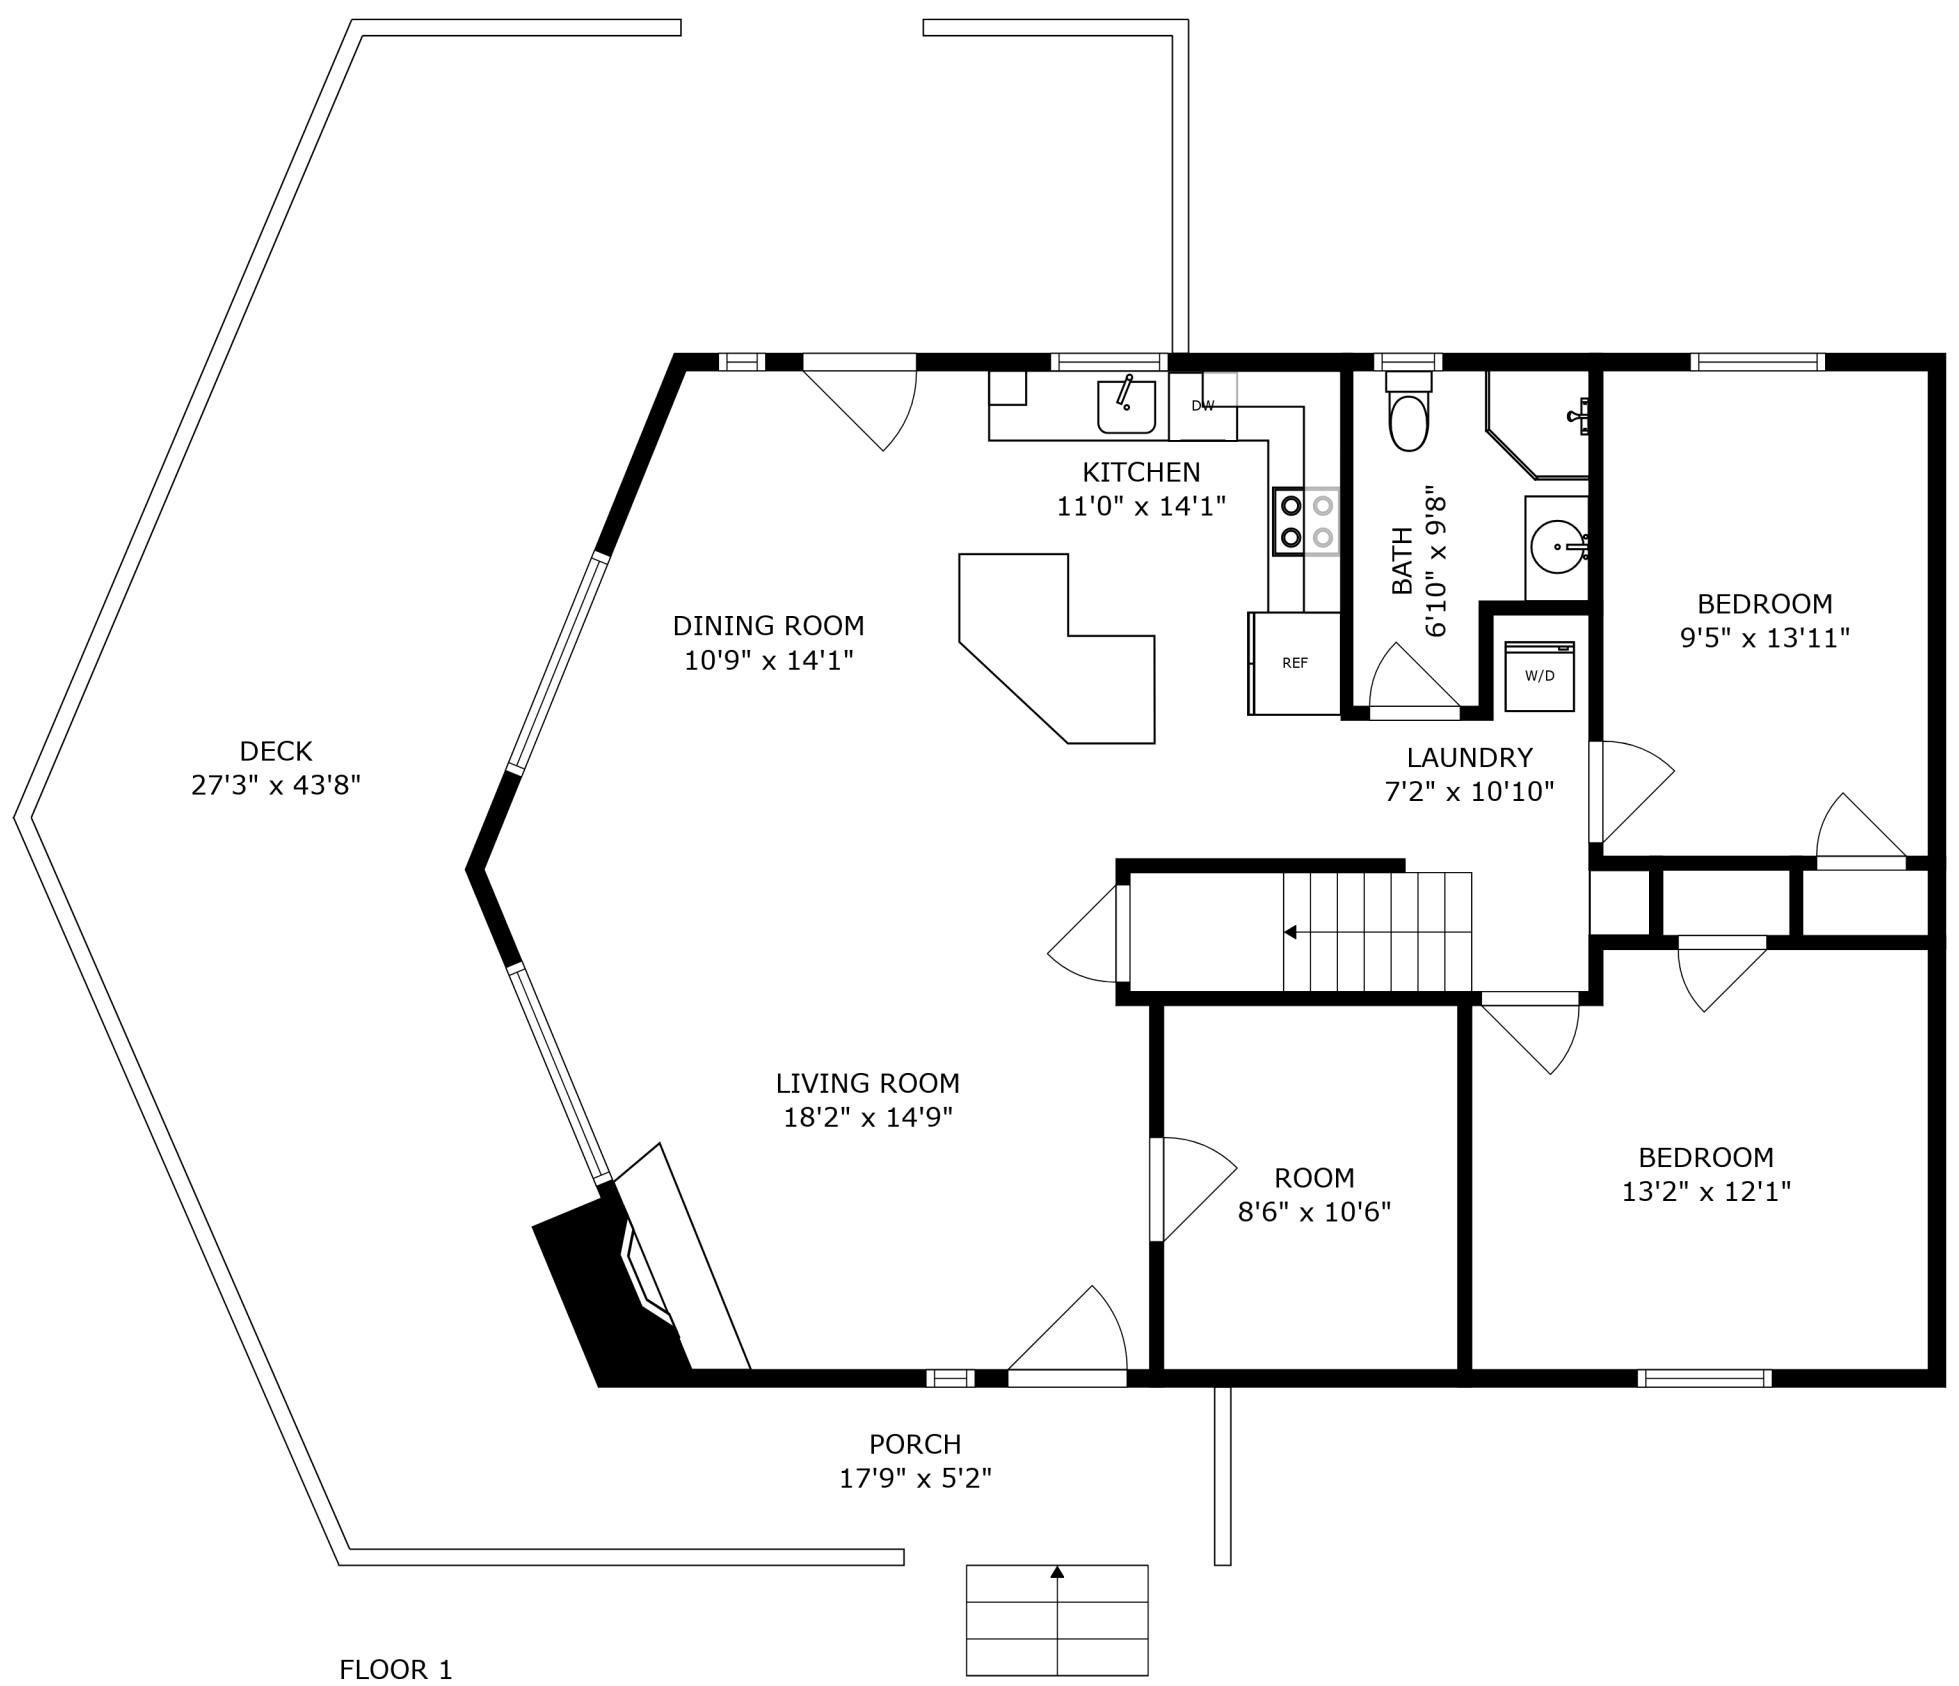 KITCHEN
11'0" x 14'1"
DW
BATH
6'10" x 9'8"
DINING ROOM
10'9" x 14'1"
BEDROOM
9'5" x 13'11"
REF
W/D
DECK
27'3" x 43'8"
LAUNDRY
7'2" x 10'10"
LIVING ROOM
18'2" x 14'9"
ROOM
8'6" x 10'6"
BEDROOM
13'2" x 12'1"
PORCH
17'9" x 5'2"
FLOOR 1